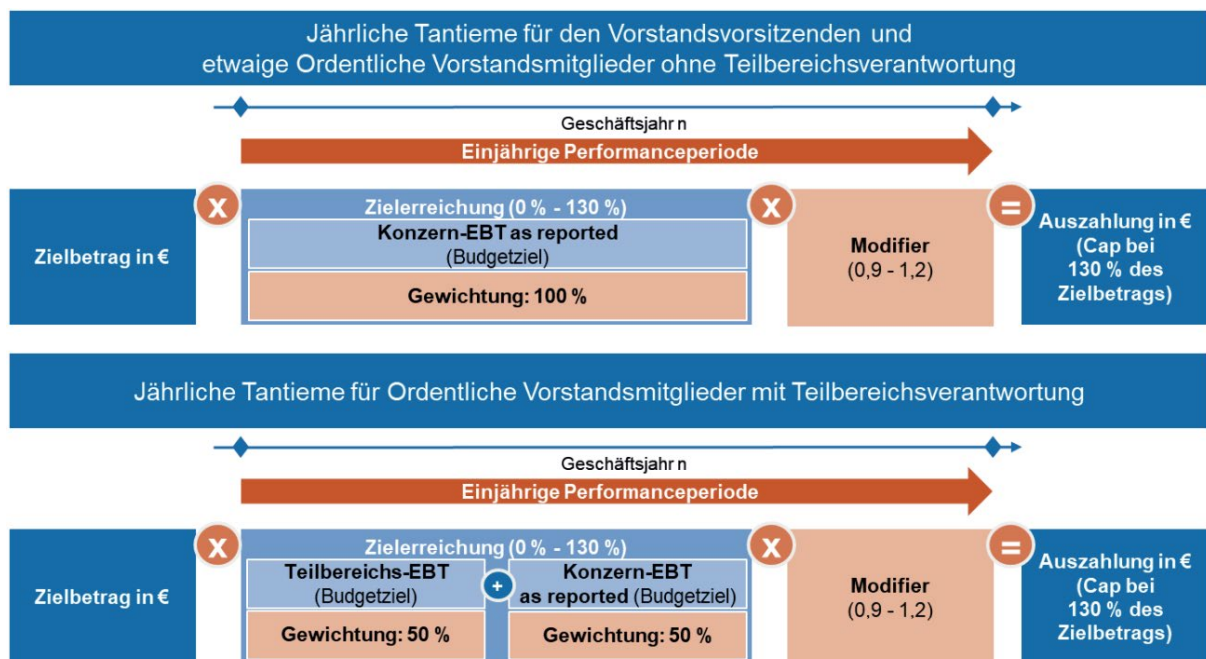 Jährliche Tantieme für den Vorstandsvorsitzenden und
etwaige Ordentliche Vorstandsmitglieder ohne Teilbereichsverantwortung
Geschäftsjahr n
Einjährige Performanceperiode
Zielbetrag in €
x
Zielerreichung (0 % - 130 %)
Konzern-EBT as reported
(Budgetziel)
Gewichtung: 100 %
x
Modifier
(0,9 - 1,2)
=
Auszahlung in €
(Cap bei
130 % des
Zielbetrags)
Jährliche Tantieme für Ordentliche Vorstandsmitglieder mit Teilbereichsverantwortung
Geschäftsjahr n
Einjährige Performanceperiode
Zielbetrag in €
x
Zielerreichung (0 % - 130 %)
Teilbereichs-EBT
(Budgetziel)
Gewichtung: 50 %
+
Konzern-EBT
as reported (Budgetziel)
Gewichtung: 50 %
x
Modifier
(0,9 - 1,2)
=
Auszahlung in €
(Cap bei
130 % des
Zielbetrags)